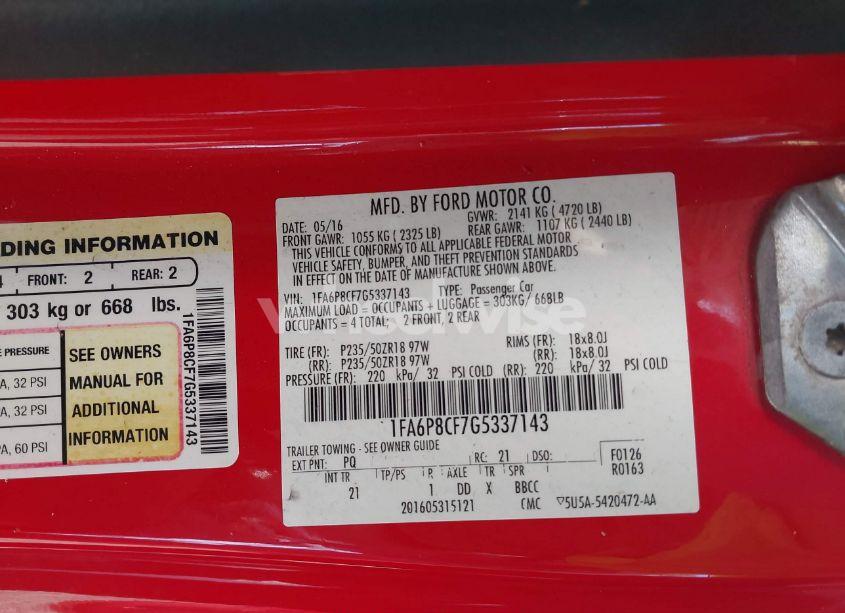 DING INFORMATION
FRONT: 2 REAR: 2
303 kg or 668 lbs.
PRESSURE
32 PSI
32 PSI
60 PSI
SEE OWNERS
MANUAL FOR
ADDITIONAL
INFORMATION
1FA6P8CF7G5337143
MFD. BY FORD MOTOR CO.
DATE: 05/16 GVWR: 2141 KG ( 4720 LB)
FRONT GAWR: 1055 KG ( 2325 LB) REAR GAWR: 1107 KG ( 2440 LB)
THIS VEHICLE CONFORMS TO ALL APPLICABLE FEDERAL MOTOR
VEHICLE SAFETY, BUMPER, AND THEFT PREVENTION STANDARDS
IN EFFECT ON THE DATE OF MANUFACTURE SHOWN ABOVE.
VIN: 1FA6P8CF7G5337143 TYPE: Passenger Car
MAXIMUM LOAD = OCCUPANTS + LUGGAGE = 303KG/ 668LB
OCCUPANTS = 4 TOTAL; 2 FRONT, 2 REAR
TIRE (FR): P235/50ZR18 97W RIMS (FR): 18x8.0J
(RR): P235/50ZR18 97W (RR): 18x8.0J
PRESSURE (FR): 220 kPa/ 32 PSI COLD (RR): 220 kPa/ 32 PSI COLD
1FA6P8CF7G5337143
TRAILER TOWING - SEE OWNER GUIDE
EXT PNT: PQ RC: 21 DSO: F0126
INT TR TP/PS R AXLE TR SPR R0163
21 1 DD X BBCC
201605315121 CMC ▽5U5A-5420472-AA